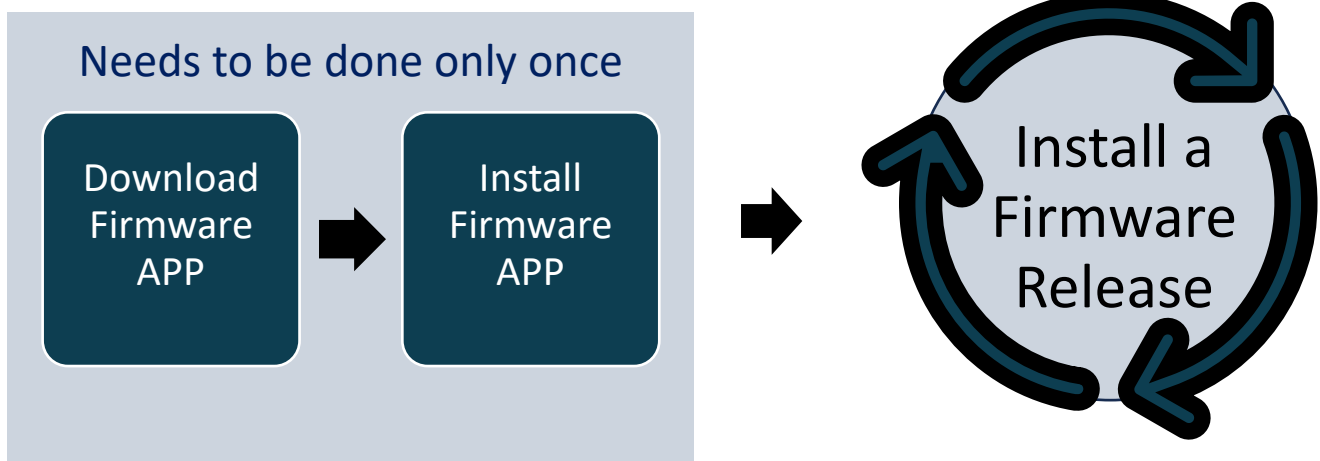 Needs to be done only once
Download
Firmware
APP
Install
Firmware
APP
Install a
Firmware
Release